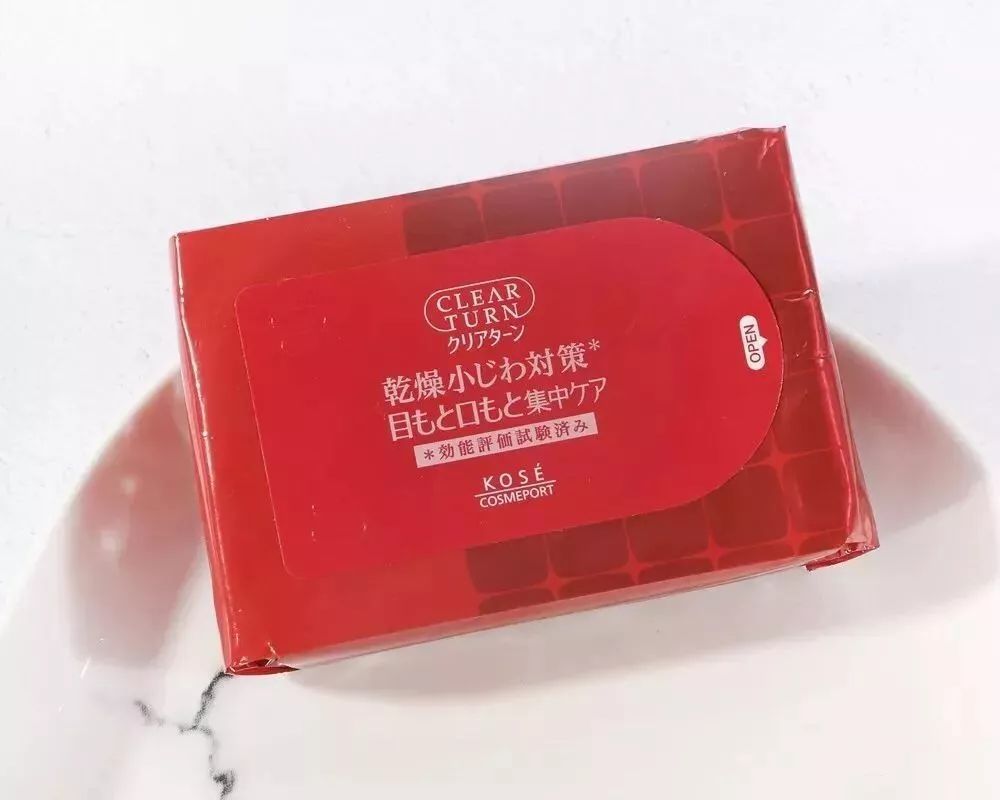 CLEAR
TURN
クリアターン
乾燥小じわ対策*
目もと口もと集中ケア
*効能評価試験済み
KOSÉ
COSMEPORT
OPEN